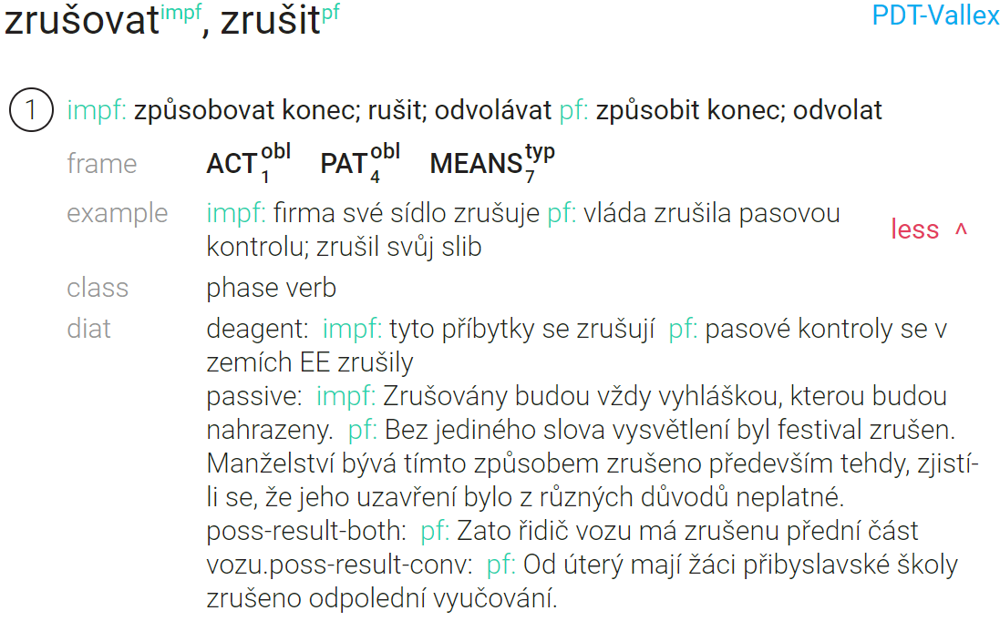 zrušovatimpf, zrušitpf PDT-Vallex
1 impf: způsobovat konec; rušit; odvolávat pf: způsobit konec; odvolat
frame ACT1obl PAT4obl MEANS7typ
example impf: firma své sídlo zrušuje pf: vláda zrušila pasovou
kontrolu; zrušil svůj slib
less ^
class phase verb
diat deagent: impf: tyto příbytky se zrušují pf: pasové kontroly se v
zemích EE zrušily
passive: impf: Zrušovány budou vždy vyhláškou, kterou budou
nahrazeny. pf: Bez jediného slova vysvětlení byl festival zrušen.
Manželství bývá tímto způsobem zrušeno především tehdy, zjistí-
li se, že jeho uzavření bylo z různých důvodů neplatné.
poss-result-both: pf: Zato řidič vozu má zrušenu přední část
vozu.poss-result-conv: pf: Od úterý mají žáci přibyslavské školy
zrušeno odpolední vyučování.